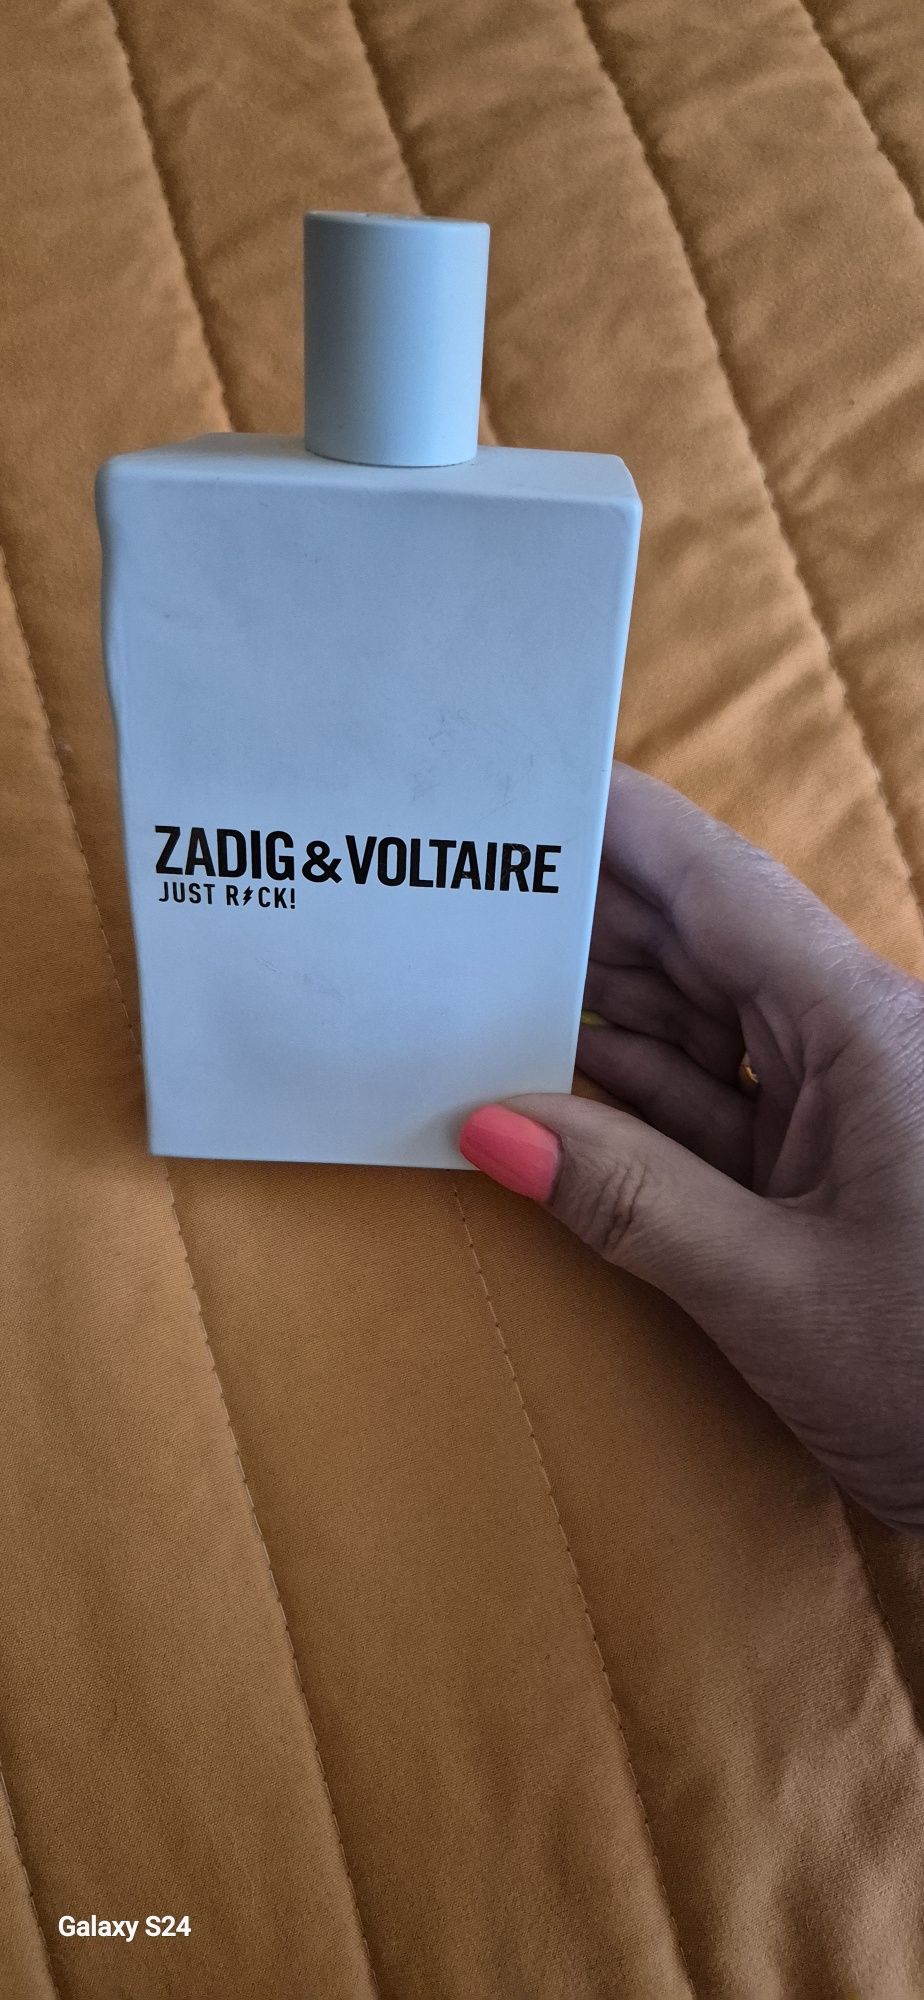 ZADIG&VOLTAIRE
JUST R⚡CK!
Galaxy S24